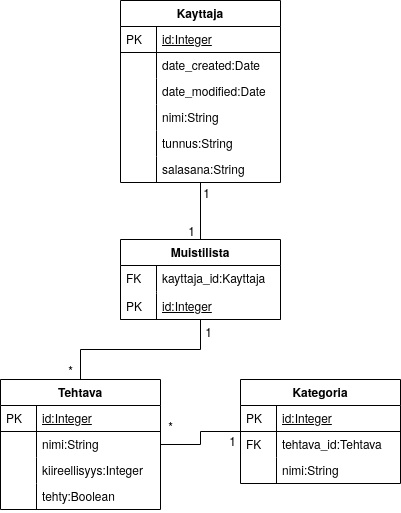 Kayttaja
PK id:Integer
date_created:Date
date_modified:Date
nimi:String
tunnus:String
salasana:String
1
1
Muistilista
FK kayttaja_id:Kayttaja
PK id:Integer
1
*
Tehtava
PK id:Integer
nimi:String
kiireellisyys:Integer
tehty:Boolean
*
1
Kategoria
PK id:Integer
FK tehtava_id:Tehtava
nimi:String